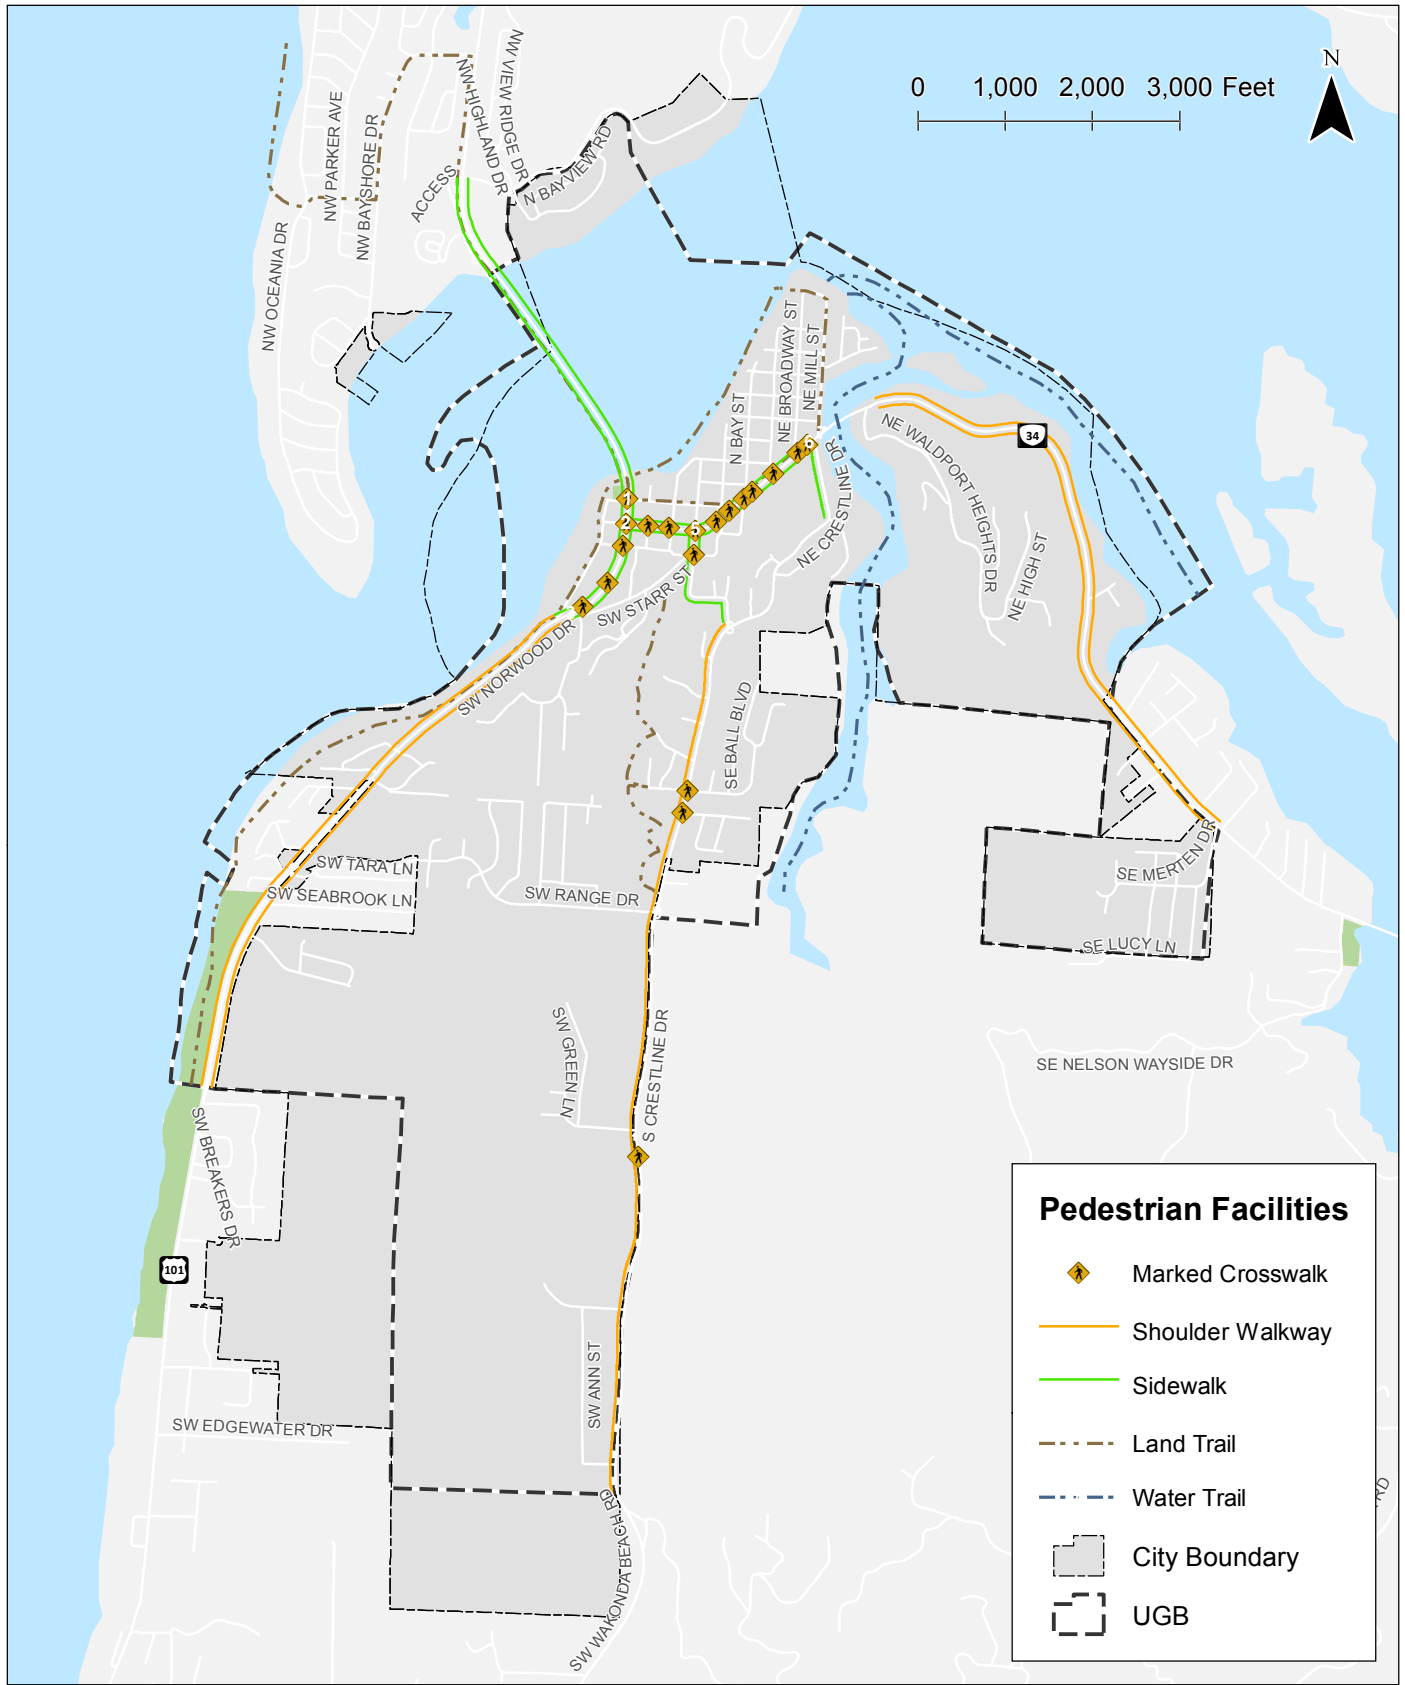 N
0 1,000 2,000 3,000 Feet
NW VIEW RIDGE DR
NW HIGHLAND DR
NW PARKER AVE
NW BAYSHORE DR
ACCESS
N BAYVIEW RD
NW OCEANIA DR
NE BROADWAY ST
NE MILL ST
N BAY ST
NE CRESTLINE DR
NE WALDPORT HEIGHTS DR
34
NE HIGH ST
1
2
5
6
SW STARR ST
SW NORWOOD DR
SE BALL BLVD
SW TARA LN
SW SEABROOK LN
SW RANGE DR
SE MERTEN DR
SE LUCY LN
SW GREEN LN
S CRESTLINE DR
SE NELSON WAYSIDE DR
SW BREAKERS DR
101
SW ANN ST
SW EDGEWATER DR
SW WAKONDA BEACH RD
RD
Pedestrian Facilities
Marked Crosswalk
Shoulder Walkway
Sidewalk
Land Trail
Water Trail
City Boundary
UGB